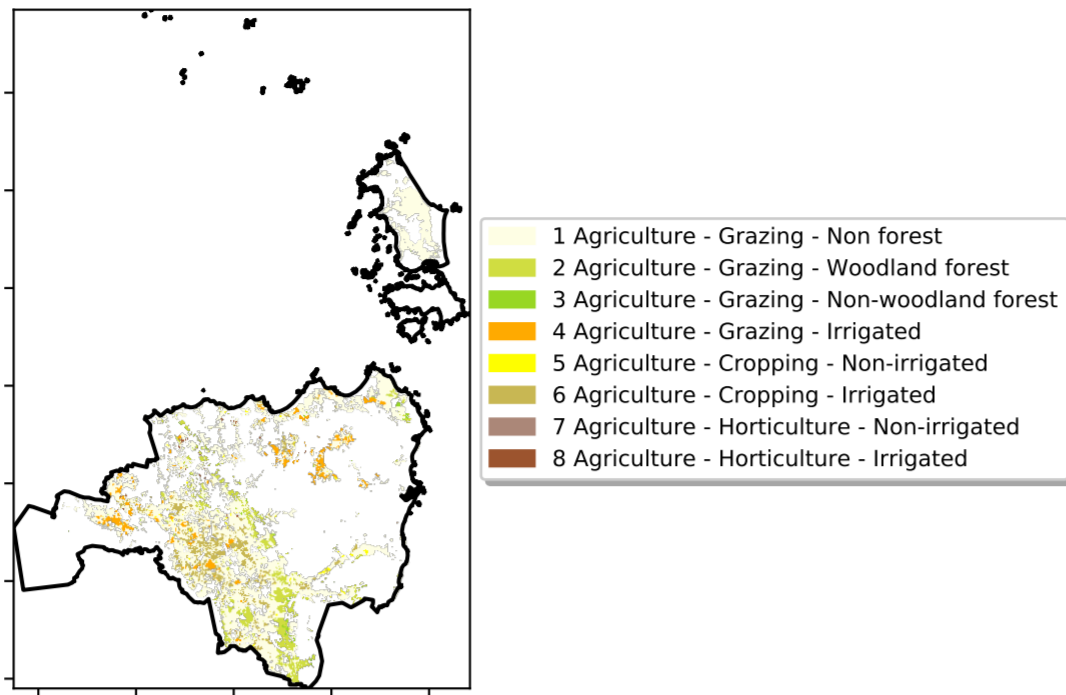 1 Agriculture - Grazing - Non forest
2 Agriculture - Grazing - Woodland forest
3 Agriculture - Grazing - Non-woodland forest
4 Agriculture - Grazing - Irrigated
5 Agriculture - Cropping - Non-irrigated
6 Agriculture - Cropping - Irrigated
7 Agriculture - Horticulture - Non-irrigated
8 Agriculture - Horticulture - Irrigated